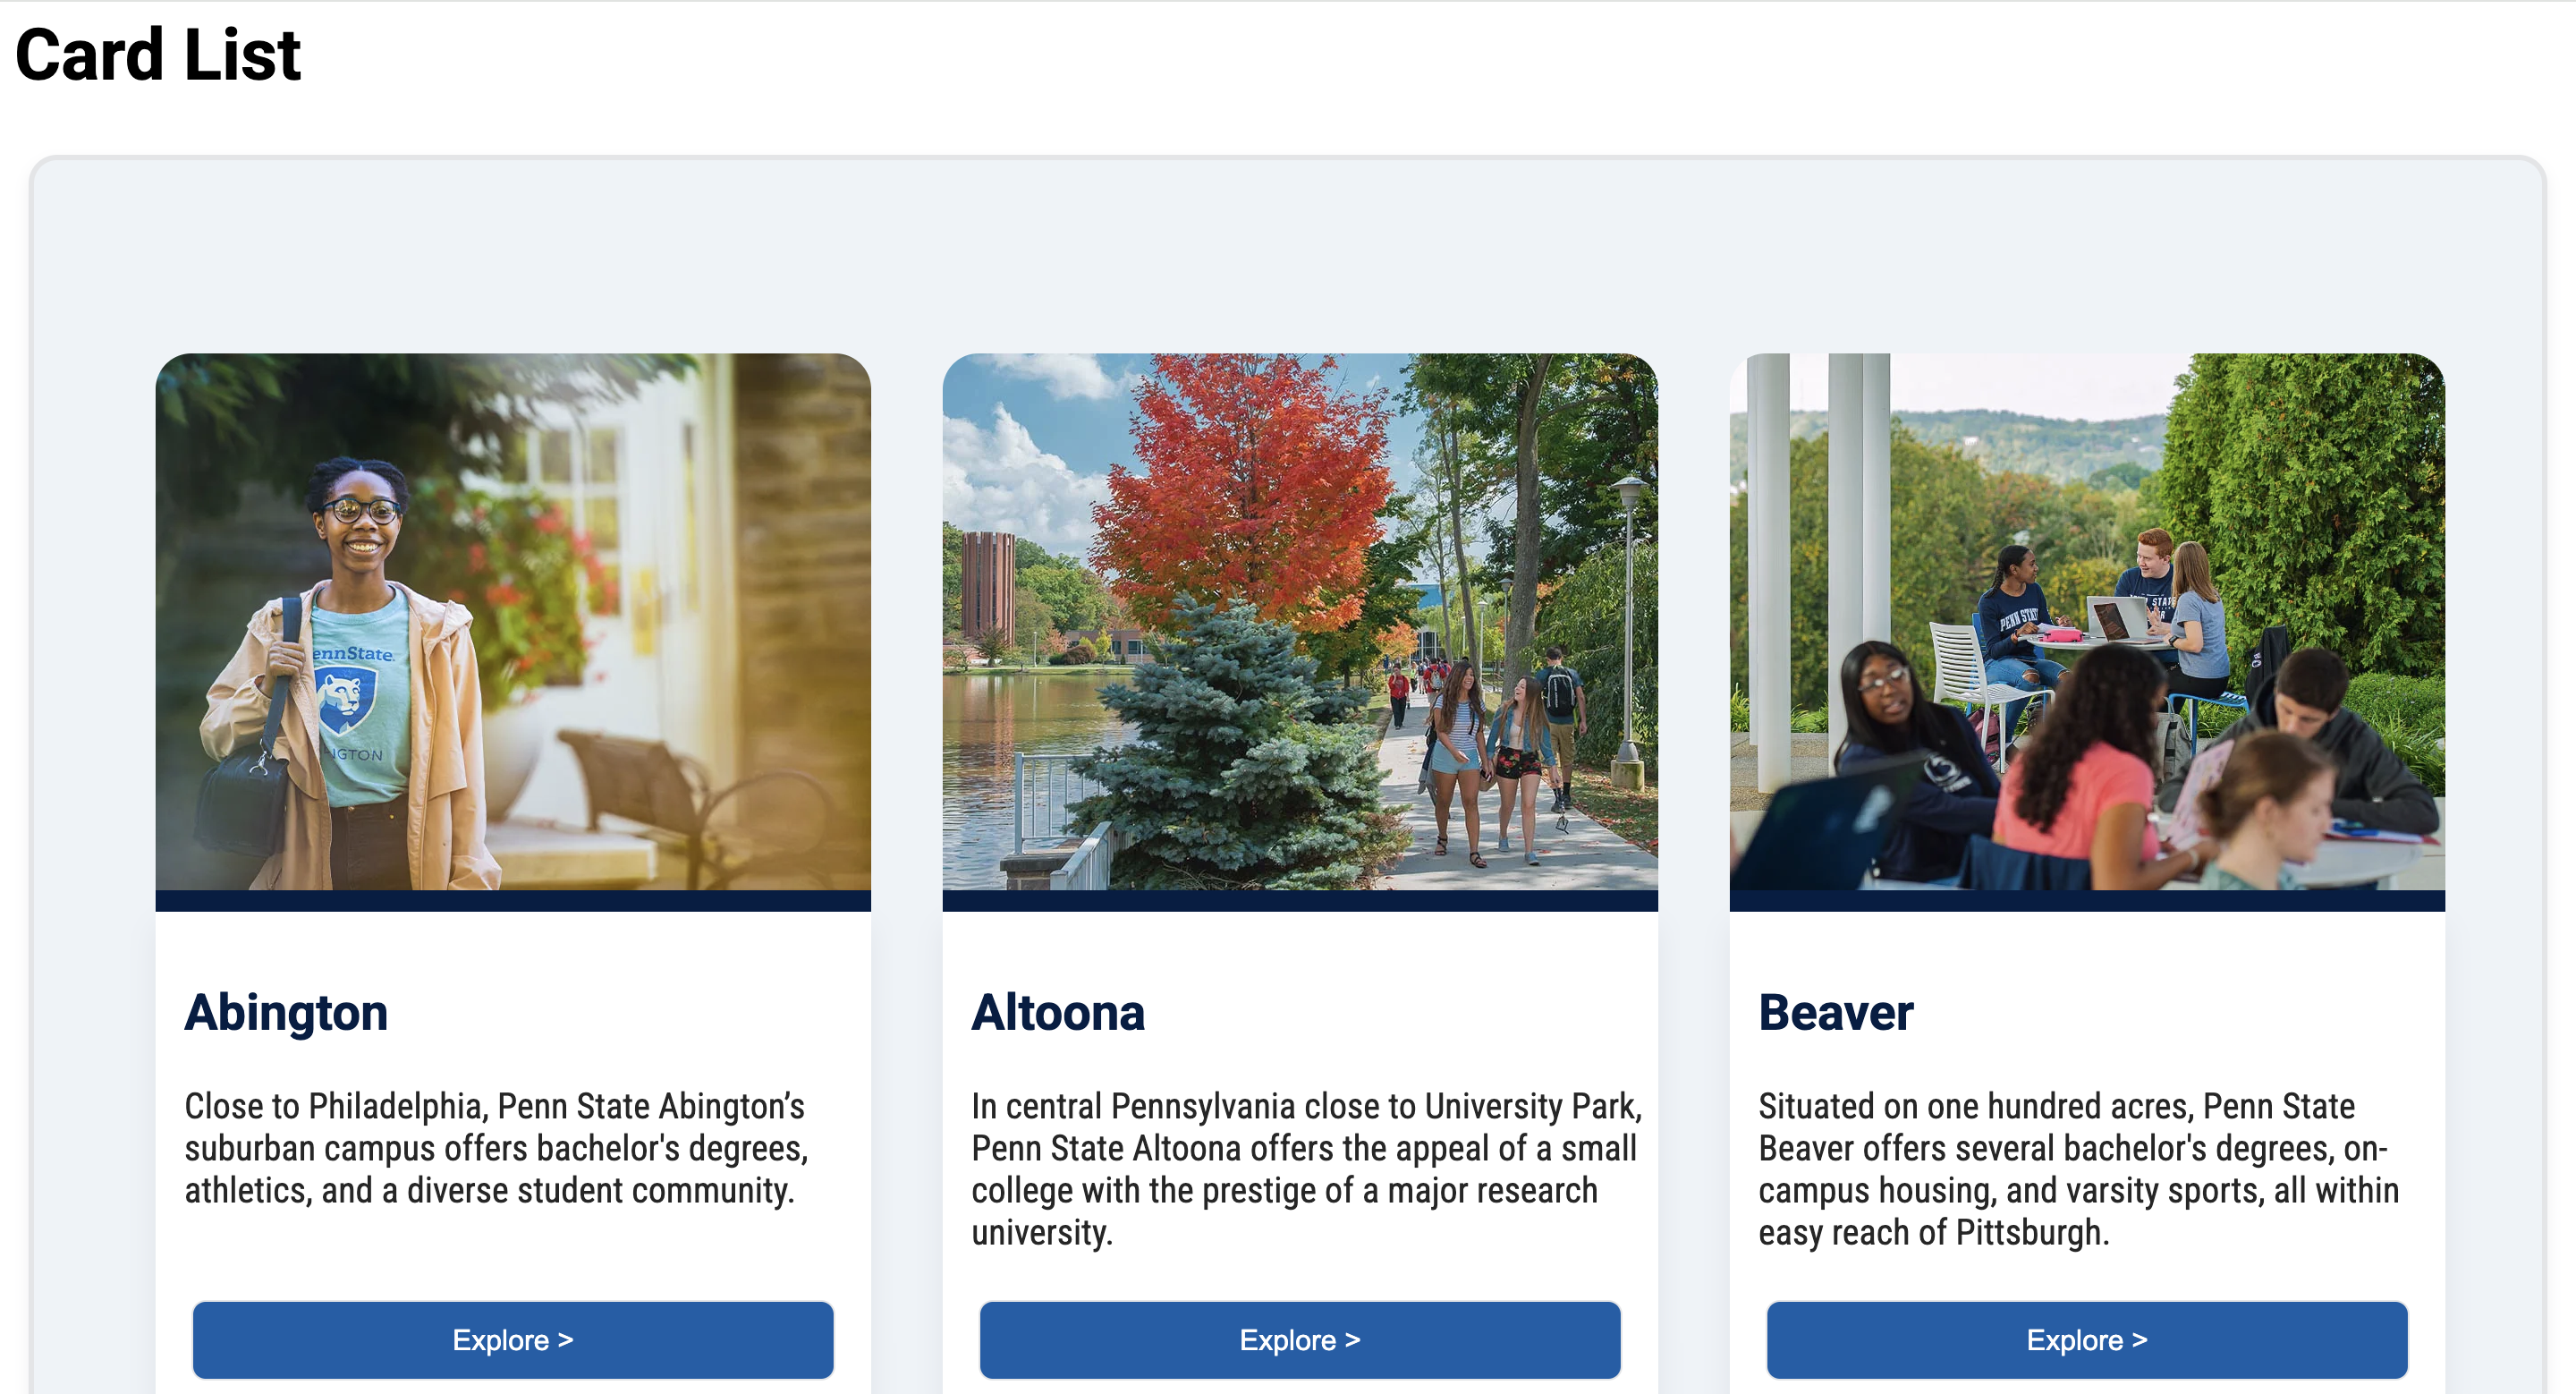 Card List
ennState
NGTON
PENN STATE
STAT
Abington
Altoona
Beaver
Close to Philadelphia, Penn State Abington’s
suburban campus offers bachelor's degrees,
athletics, and a diverse student community.
In central Pennsylvania close to University Park,
Penn State Altoona offers the appeal of a small
college with the prestige of a major research
university.
Situated on one hundred acres, Penn State
Beaver offers several bachelor's degrees, on-
campus housing, and varsity sports, all within
easy reach of Pittsburgh.
Explore >
Explore >
Explore >